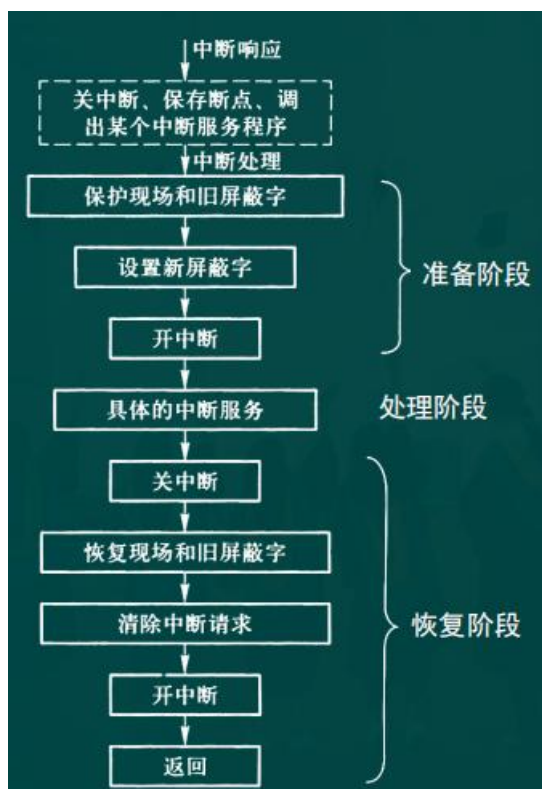 中断响应
关中断、保存断点、调
出某个中断服务程序
中断处理
保护现场和旧屏蔽字
设置新屏蔽字
开中断
准备阶段
具体的中断服务
处理阶段
关中断
恢复现场和旧屏蔽字
清除中断请求
开中断
返回
恢复阶段